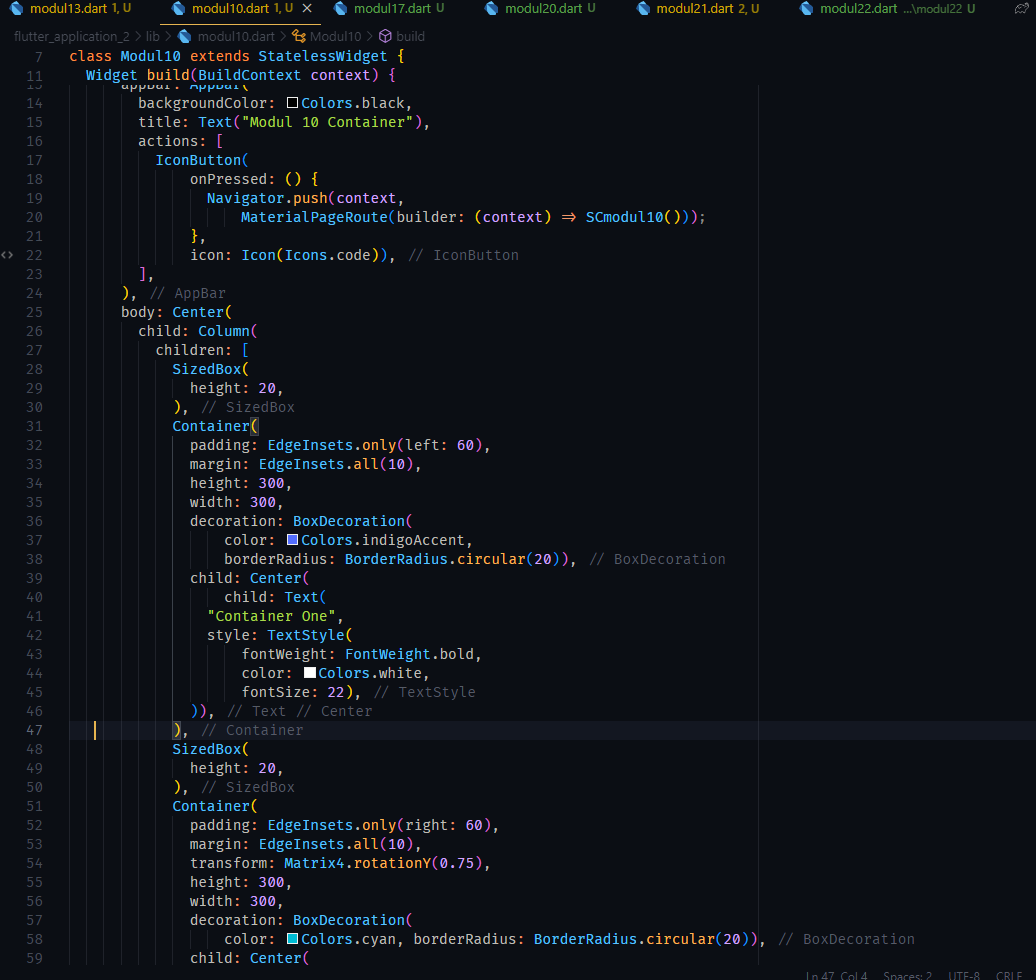 modul13.dart 1, U modul10.dart 1, U modul17.dart U modul20.dart U modul21.dart 2, U modul22.dart ...\modul22 U
flutter_application_2 > lib > modul10.dart > Modul10 > build
7 class Modul10 extends StatelessWidget {
11 Widget build(BuildContext context) {
13 appBar: AppBar(
14 backgroundColor: Colors.black,
15 title: Text("Modul 10 Container"),
16 actions: [
17 IconButton(
18 onPressed: () {
19 Navigator.push(context,
20 MaterialPageRoute(builder: (context) => SCmodul10()));
21 },
22 icon: Icon(Icons.code)), // IconButton
23 ],
24 ), // AppBar
25 body: Center(
26 child: Column(
27 children: [
28 SizedBox(
29 height: 20,
30 ), // SizedBox
31 Container(
32 padding: EdgeInsets.only(left: 60),
33 margin: EdgeInsets.all(10),
34 height: 300,
35 width: 300,
36 decoration: BoxDecoration(
37 color: Colors.indigoAccent,
38 borderRadius: BorderRadius.circular(20)), // BoxDecoration
39 child: Center(
40 child: Text(
41 "Container One",
42 style: TextStyle(
43 fontWeight: FontWeight.bold,
44 color: Colors.white,
45 fontSize: 22), // TextStyle
46 )), // Text // Center
47 ), // Container
48 SizedBox(
49 height: 20,
50 ), // SizedBox
51 Container(
52 padding: EdgeInsets.only(right: 60),
53 margin: EdgeInsets.all(10),
54 transform: Matrix4.rotationY(0.75),
55 height: 300,
56 width: 300,
57 decoration: BoxDecoration(
58 color: Colors.cyan, borderRadius: BorderRadius.circular(20)), // BoxDecoration
59 child: Center(
Ln 47, Col 4 Spaces: 2 UTF-8 CRLF